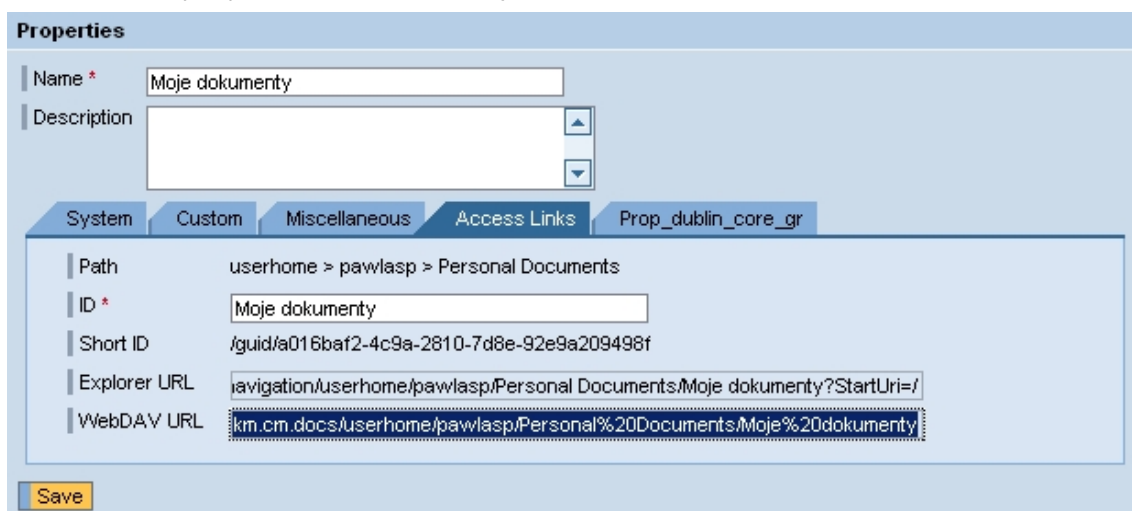 Properties
Name * Moje dokumenty
Description
System Custom Miscellaneous Access Links Prop_dublin_core_gr
Path userhome > pawlasp > Personal Documents
ID * Moje dokumenty
Short ID /guid/a016baf2-4c9a-2810-7d8e-92e9a209498f
Explorer URL navigation/userhome/pawlasp/Personal Documents/Moje dokumenty?StartUri=/
WebDAV URL km.cm.docs/userhome/pawlasp/Personal%20Documents/Moje%20dokumenty
Save